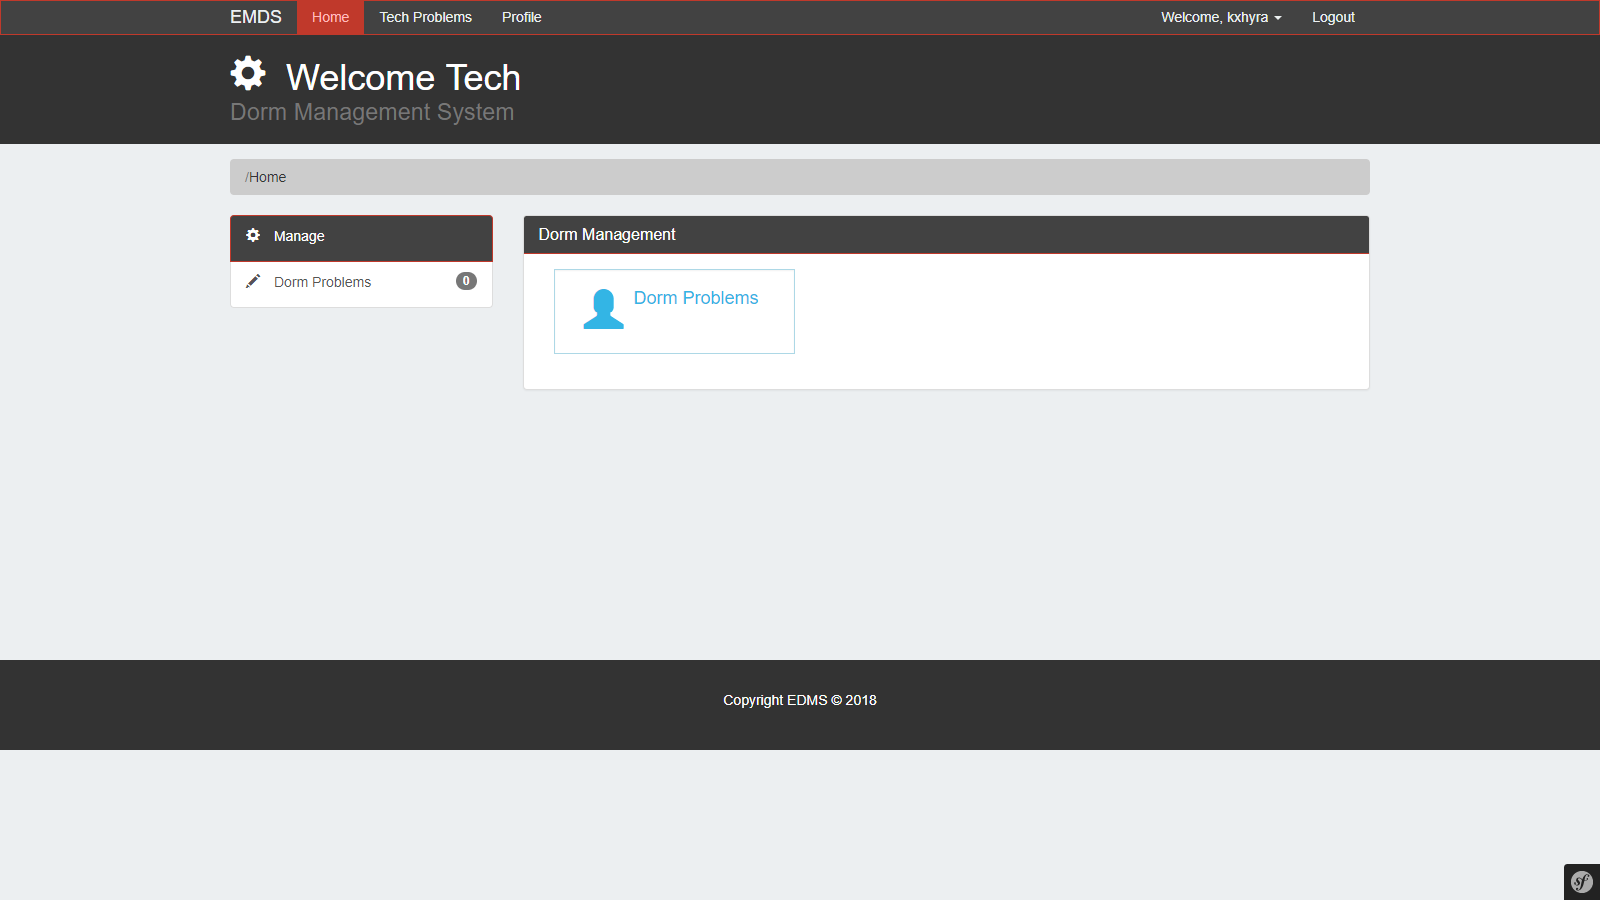 EMDS Home Tech Problems Profile Welcome, kxhyra Logout
Welcome Tech
Dorm Management System
/Home
Manage
Dorm Problems 0
Dorm Management
Dorm Problems
Copyright EDMS © 2018
sf